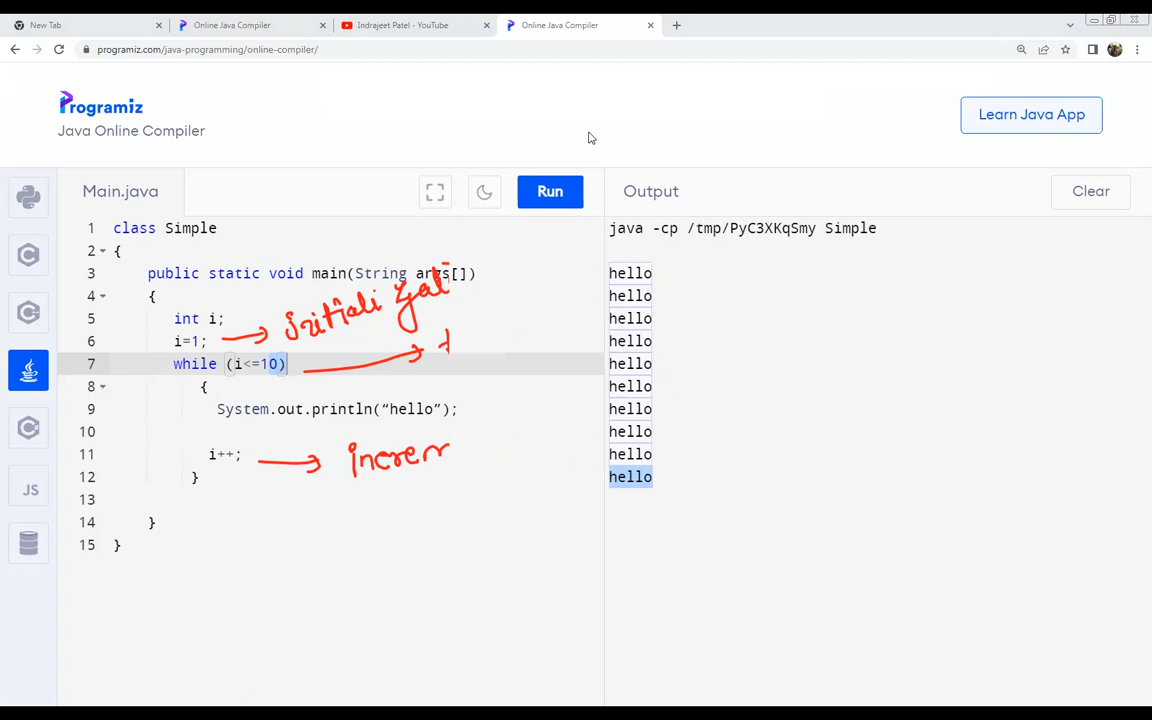 New Tab
Online Java Compiler
Indrajeet Patel - YouTube
Online Java Compiler
programiz.com/java-programming/online-compiler/
Programiz
Java Online Compiler
Learn Java App
Main.java
Run
Output
Clear
1 class Simple
2 {
3 public static void main(String args[])
4 {
5 int i;
6 i=1;
7 while (i<=10)
8 {
9 System.out.println(“hello”);
10
11 i++;
12 }
13
14 }
15 }
java -cp /tmp/PyC3XKqSmy Simple
hello
hello
hello
hello
hello
hello
hello
hello
hello
hello
JS